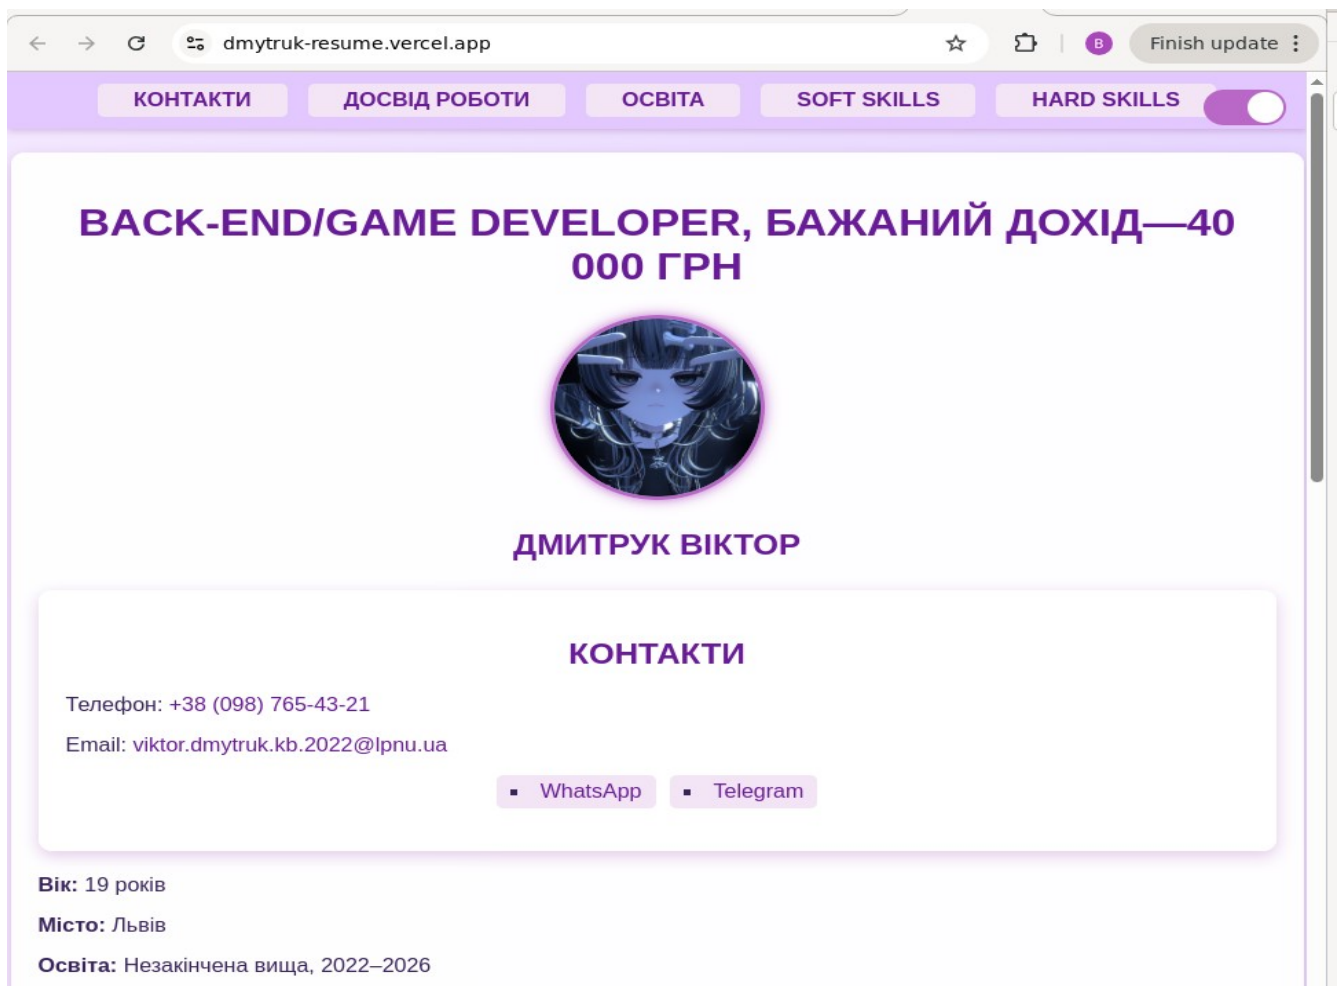 dmytruk-resume.vercel.app
B
Finish update
КОНТАКТИ
ДОСВІД РОБОТИ
ОСВІТА
SOFT SKILLS
HARD SKILLS
BACK-END/GAME DEVELOPER, БАЖАНИЙ ДОХІД—40
000 ГРН
ДМИТРУК ВІКТОР
КОНТАКТИ
Телефон: +38 (098) 765-43-21
Email: viktor.dmytruk.kb.2022@lpnu.ua
WhatsApp
Telegram
Вік: 19 років
Місто: Львів
Освіта: Незакінчена вища, 2022–2026